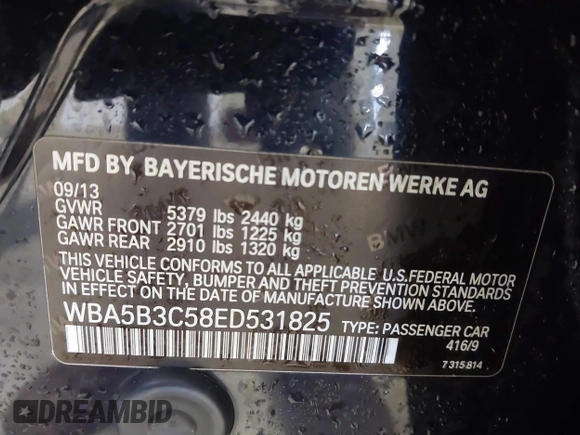 MFD BY BAYERISCHE MOTOREN WERKE AG
09/13
GVWR 5379 lbs 2440 kg
GAWR FRONT 2701 lbs 1225 kg
GAWR REAR 2910 lbs 1320 kg
THIS VEHICLE CONFORMS TO ALL APPLICABLE U.S.FEDERAL MOTOR
VEHICLE SAFETY, BUMPER AND THEFT PREVENTION STANDARDS
IN EFFECT ON THE DATE OF MANUFACTURE SHOWN ABOVE.
WBA5B3C58ED531825 TYPE: PASSENGER CAR
416/9
7 315 814
BMW
DREAMBID